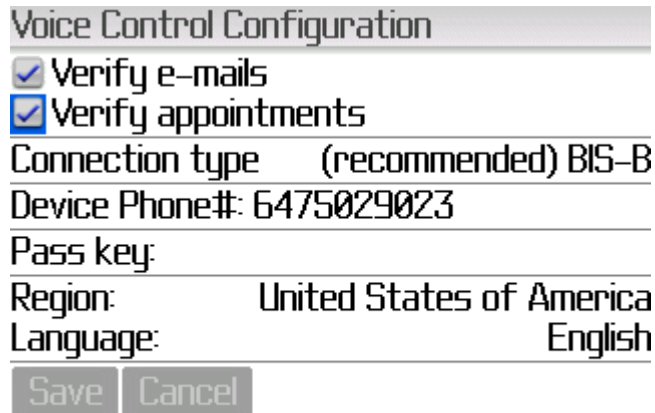 Voice Control Configuration
Verify e-mails
Verify appointments
Connection type (recommended) BIS-B
Device Phone#: 6475029023
Pass key:
Region: United States of America
Language: English
Save Cancel